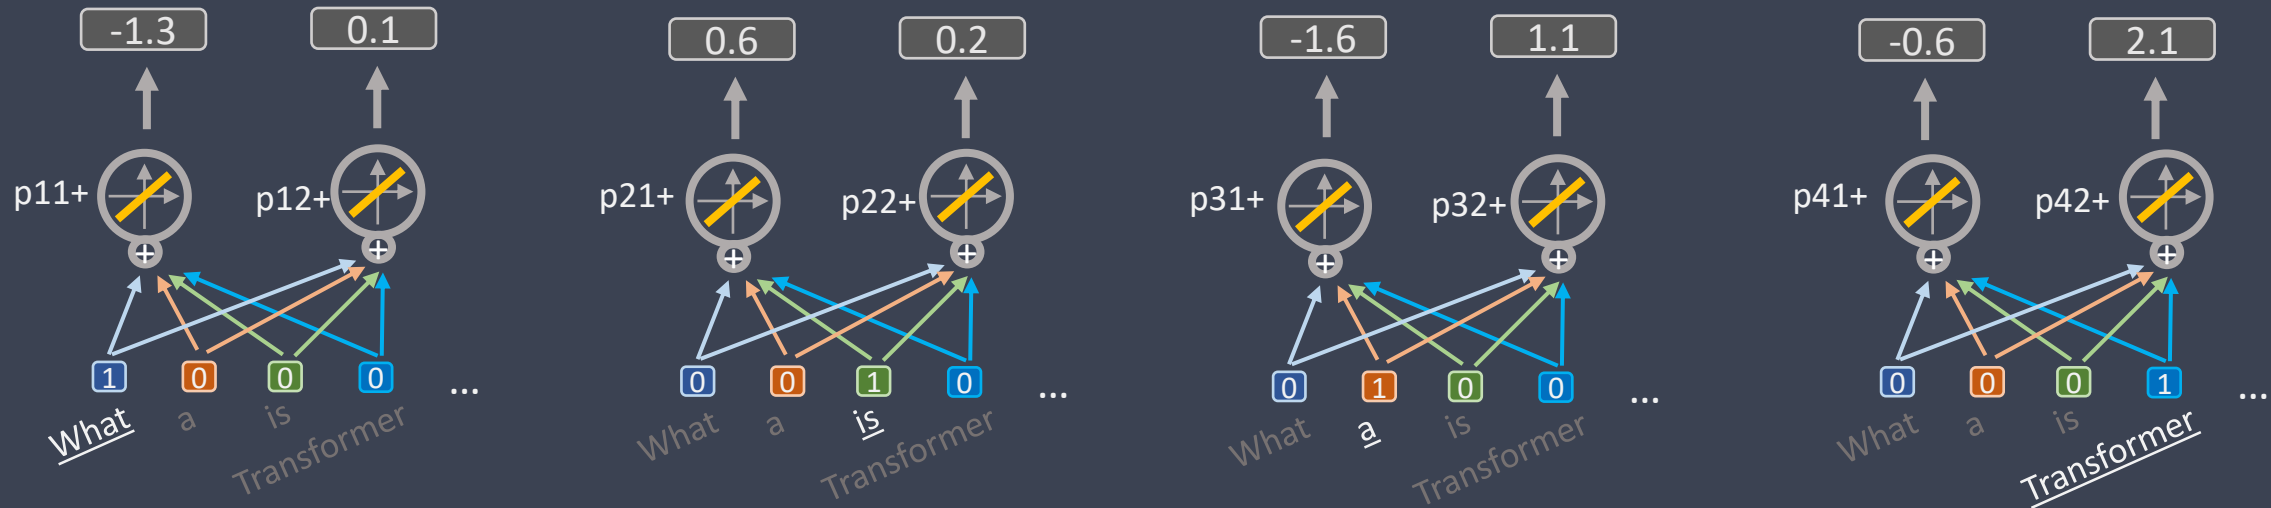 -1.3 0.1 0.6 0.2 -1.6 1.1 -0.6 2.1
p11+ p12+ p21+ p22+ p31+ p32+ p41+ p42+
+ + + + + + + +
1 0 0 0 ... 0 0 1 0 ... 0 1 0 0 ... 0 0 0 1 ...
What a is Transformer What a is Transformer What a is Transformer What a is Transformer